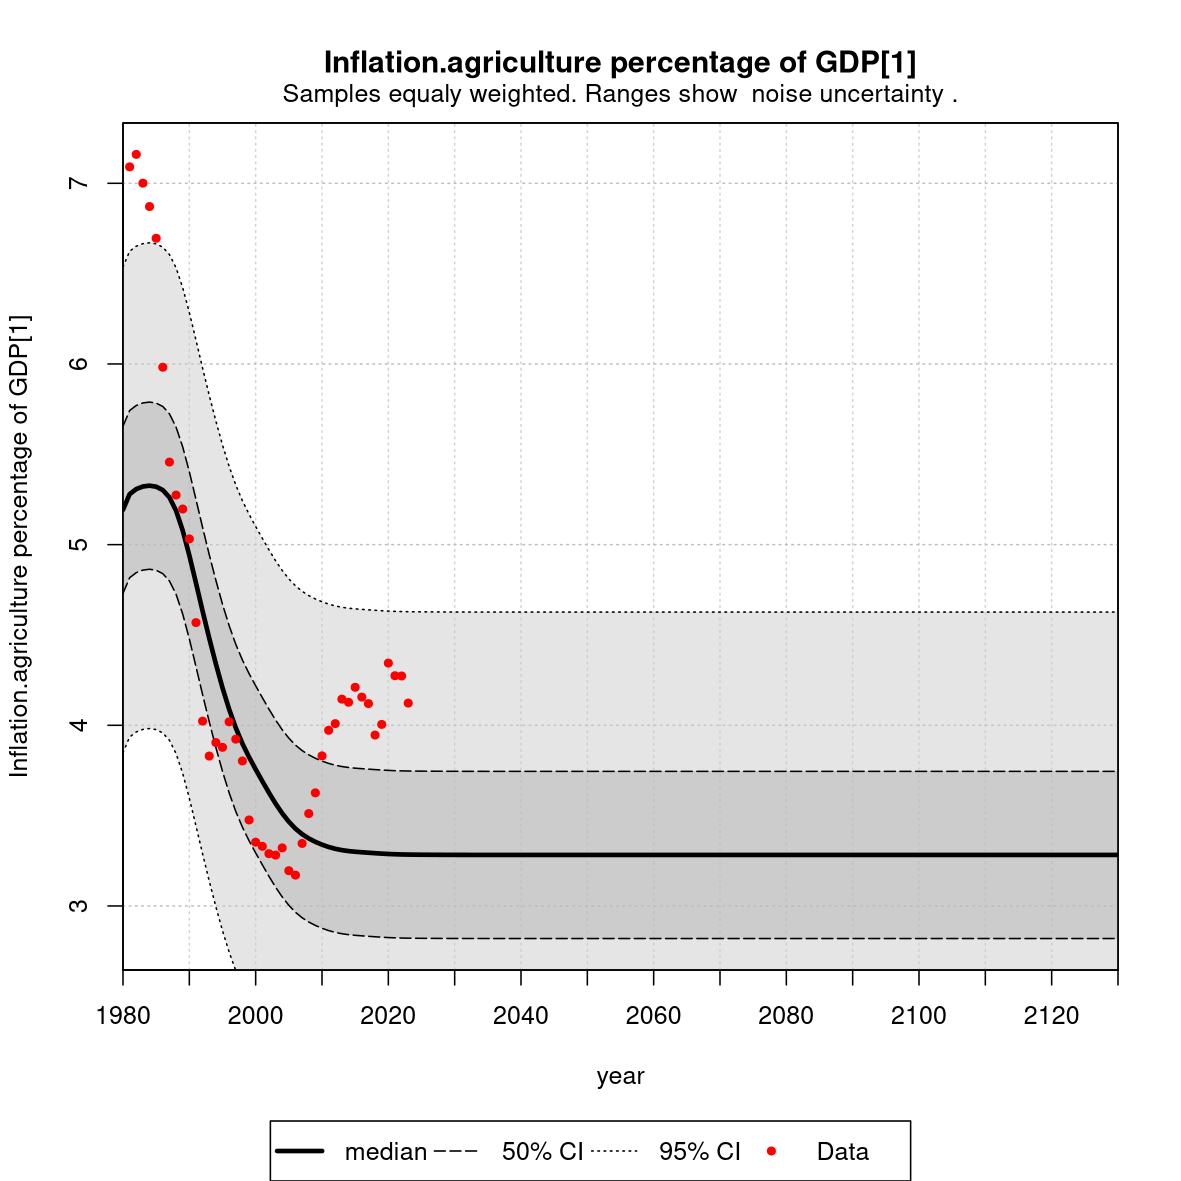 Inflation.agriculture percentage of GDP[1]
Samples equaly weighted. Ranges show  noise uncertainty .
Inflation.agriculture percentage of GDP[1]
7
6
5
4
3
1980 2000 2020 2040 2060 2080 2100 2120
year
median 50% CI 95% CI Data